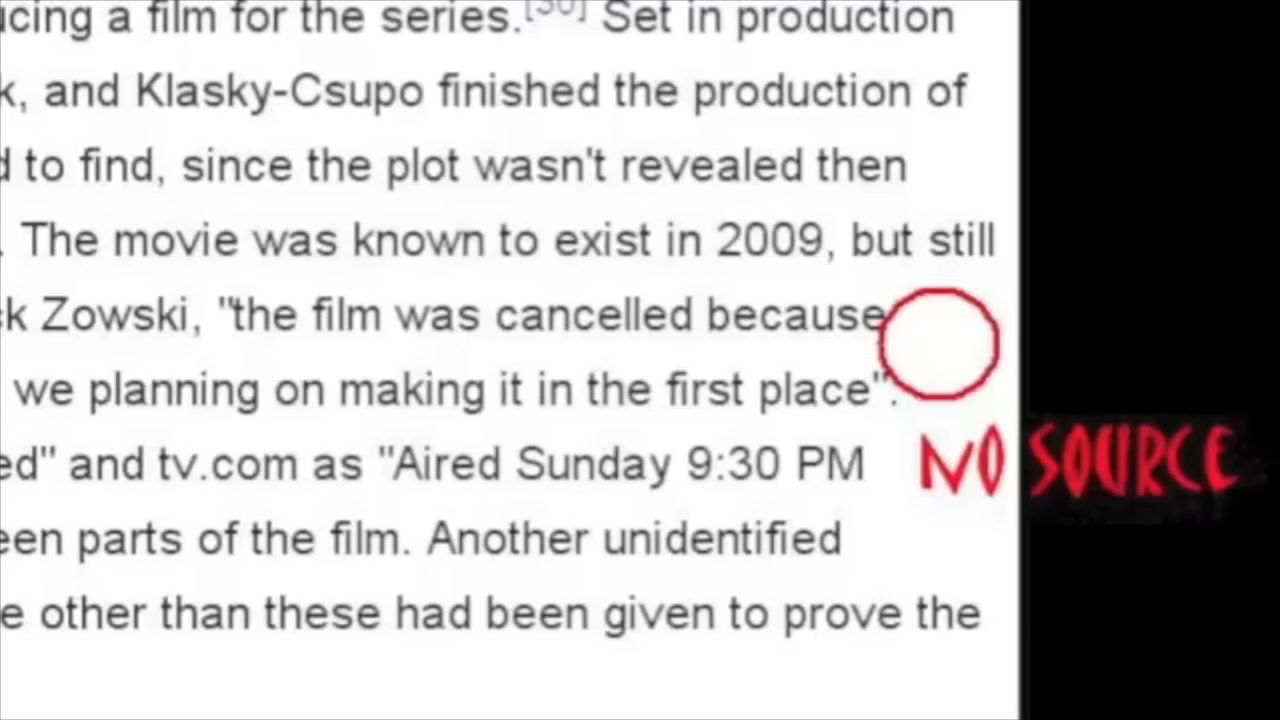 cing a film for the series.[30] Set in production
k, and Klasky-Csupo finished the production of
d to find, since the plot wasn't revealed then
. The movie was known to exist in 2009, but still
ck Zowski, "the film was cancelled because
we planning on making it in the first place".
ed" and tv.com as "Aired Sunday 9:30 PM
NO SOURCE
een parts of the film. Another unidentified
e other than these had been given to prove the